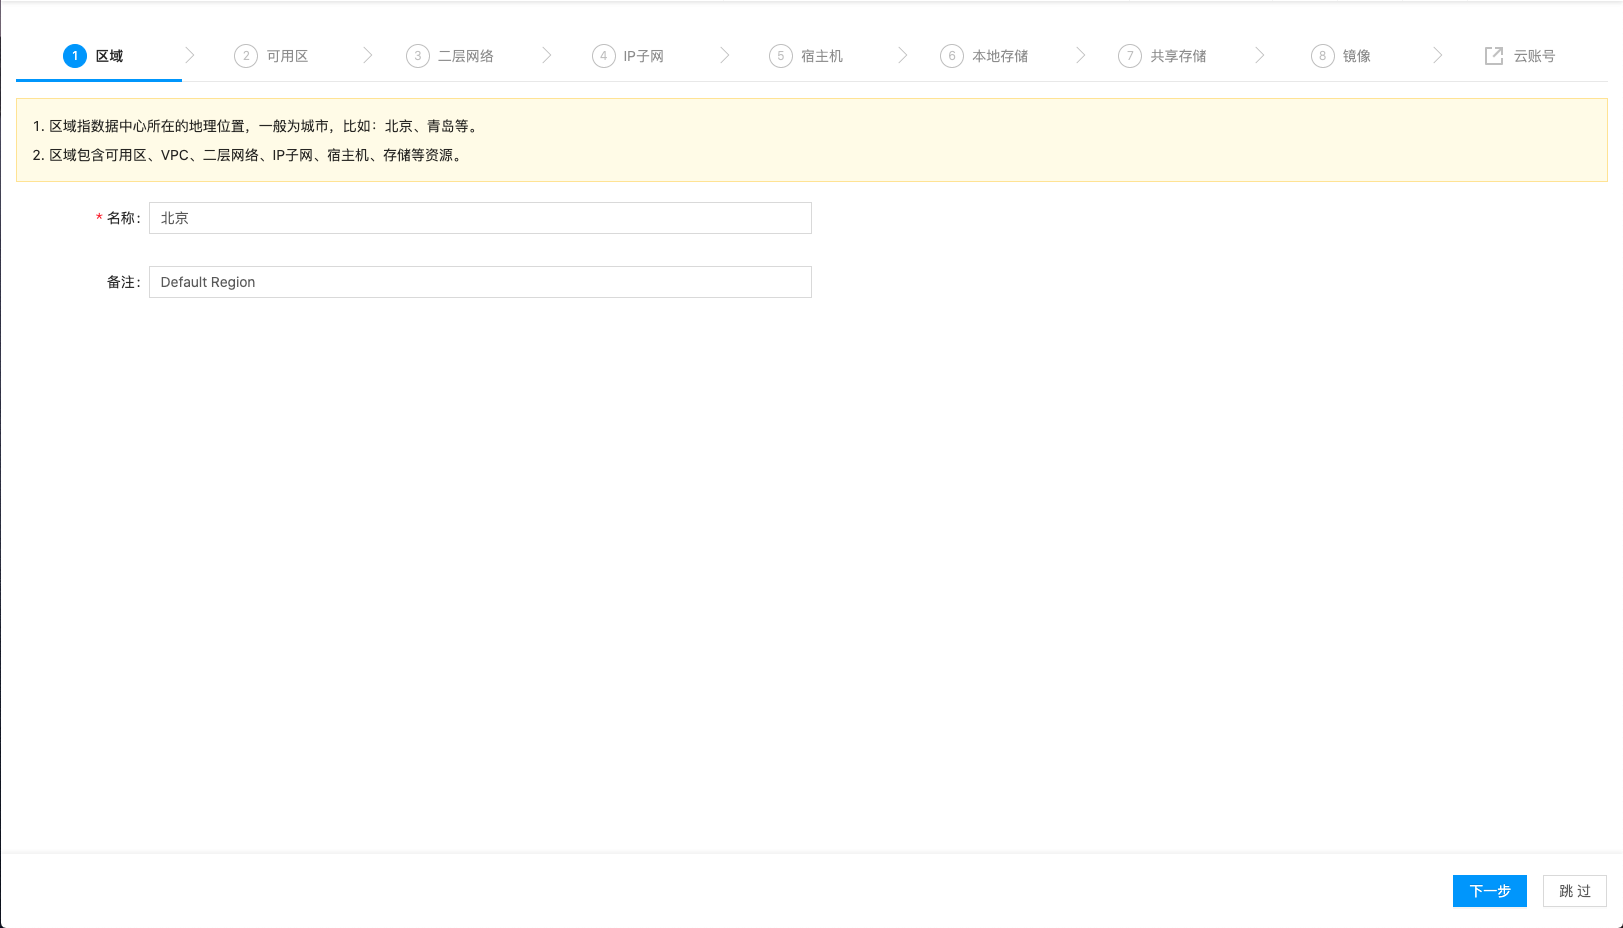 1 区域 2 可用区 3 二层网络 4 IP子网 5 宿主机 6 本地存储 7 共享存储 8 镜像 云账号
1. 区域指数据中心所在的地理位置，一般为城市，比如：北京、青岛等。
2. 区域包含可用区、VPC、二层网络、IP子网、宿主机、存储等资源。
* 名称： 北京
备注： Default Region
下一步 跳 过